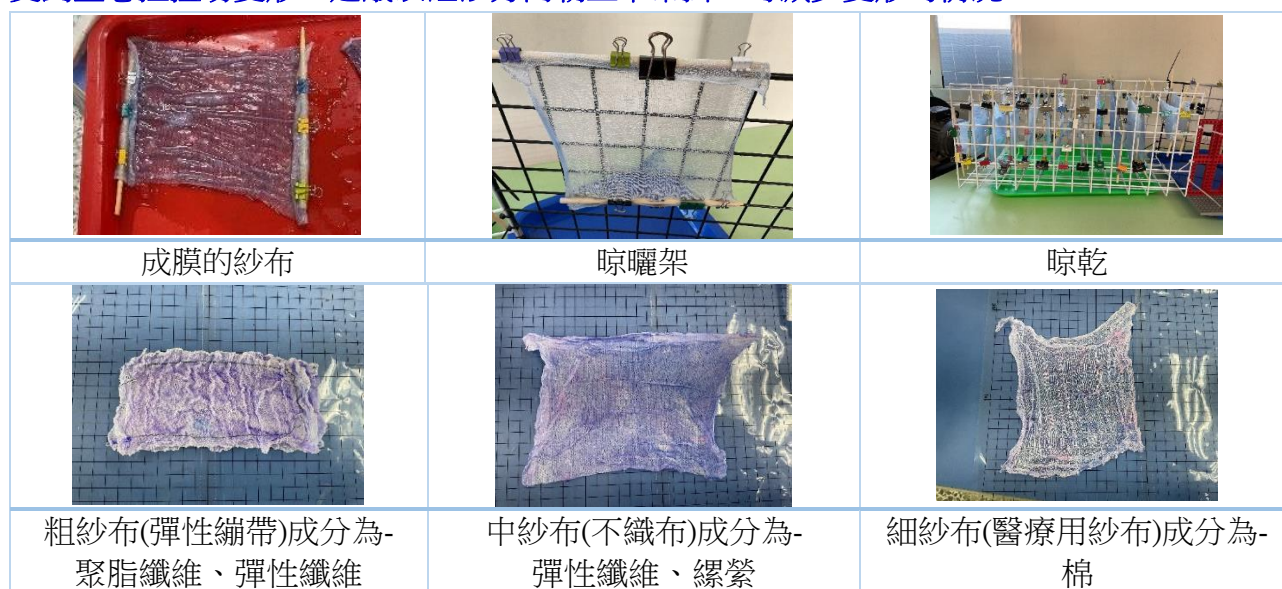 成膜的紗布
晾曬架
晾乾
粗紗布(彈性繃帶)成分為-
聚脂纖維、彈性纖維
中紗布(不織布)成分為-
彈性纖維、縲縈
細紗布(醫療用紗布)成分為-
棉